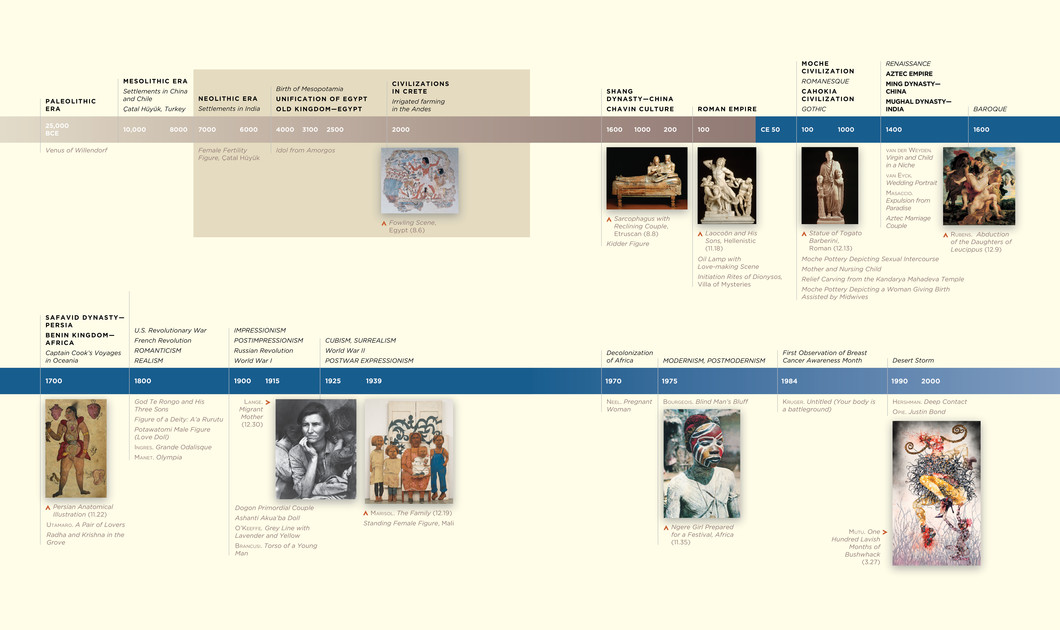 PALEOLITHIC
ERA
MESOLITHIC ERA
Settlements in China
and Chile
Çatal Hüyük, Turkey
NEOLITHIC ERA
Settlements in India
Birth of Mesopotamia
UNIFICATION OF EGYPT
OLD KINGDOM—EGYPT
CIVILIZATIONS
IN CRETE
Irrigated farming
in the Andes
SHANG
DYNASTY—CHINA
CHAVIN CULTURE
ROMAN EMPIRE
MOCHE
CIVILIZATION
ROMANESQUE
CAHOKIA
CIVILIZATION
GOTHIC
RENAISSANCE
AZTEC EMPIRE
MING DYNASTY—
CHINA
MUGHAL DYNASTY—
INDIA
BAROQUE
25,000
BCE
10,000 8000 7000 6000 4000 3100 2500 2000 1600 1000 200 100 CE 50 100 1000 1400 1600
Venus of Willendorf
Female Fertility
Figure, Çatal Hüyük
Idol from Amorgos
Fowling Scene,
Egypt (8.6)
Sarcophagus with
Reclining Couple,
Etruscan (8.8)
Kidder Figure
Laocoön and His
Sons, Hellenistic
(11.18)
Oil Lamp with
Love-making Scene
Initiation Rites of Dionysos,
Villa of Mysteries
Statue of Togato
Barberini,
Roman (12.13)
Moche Pottery Depicting Sexual Intercourse
Mother and Nursing Child
Relief Carving from the Kandarya Mahadeva Temple
Moche Pottery Depicting a Woman Giving Birth
Assisted by Midwives
VAN DER WEYDEN.
Virgin and Child
in a Niche
VAN EYCK.
Wedding Portrait
MASACCIO.
Expulsion from
Paradise
Aztec Marriage
Couple
RUBENS. Abduction
of the Daughters of
Leucippus (12.9)
SAFAVID DYNASTY—
PERSIA
BENIN KINGDOM—
AFRICA
Captain Cook's Voyages
in Oceania
U.S. Revolutionary War
French Revolution
ROMANTICISM
REALISM
IMPRESSIONISM
POSTIMPRESSIONISM
Russian Revolution
World War I
CUBISM, SURREALISM
World War II
POSTWAR EXPRESSIONISM
Decolonization
of Africa
MODERNISM, POSTMODERNISM
First Observation of Breast
Cancer Awareness Month
Desert Storm
1700 1800 1900 1915 1925 1939 1970 1975 1984 1990 2000
Persian Anatomical
Illustration (11.22)
UTAMARO. A Pair of Lovers
Radha and Krishna in the
Grove
God Te Rongo and His
Three Sons
Figure of a Deity: A'a Rurutu
Potawatomi Male Figure
(Love Doll)
INGRES. Grande Odalisque
MANET. Olympia
LANGE.
Migrant
Mother
(12.30)
Dogon Primordial Couple
Ashanti Akua'ba Doll
O'KEEFFE. Grey Line with
Lavender and Yellow
BRANCUSI. Torso of a Young
Man
MARISOL. The Family (12.19)
Standing Female Figure, Mali
NEEL. Pregnant
Woman
BOURGEOIS. Blind Man's Bluff
Ngere Girl Prepared
for a Festival, Africa
(11.35)
KRUGER. Untitled (Your body is
a battleground)
HERSHMAN. Deep Contact
OPIE. Justin Bond
MUTU. One
Hundred Lavish
Months of
Bushwhack
(3.27)